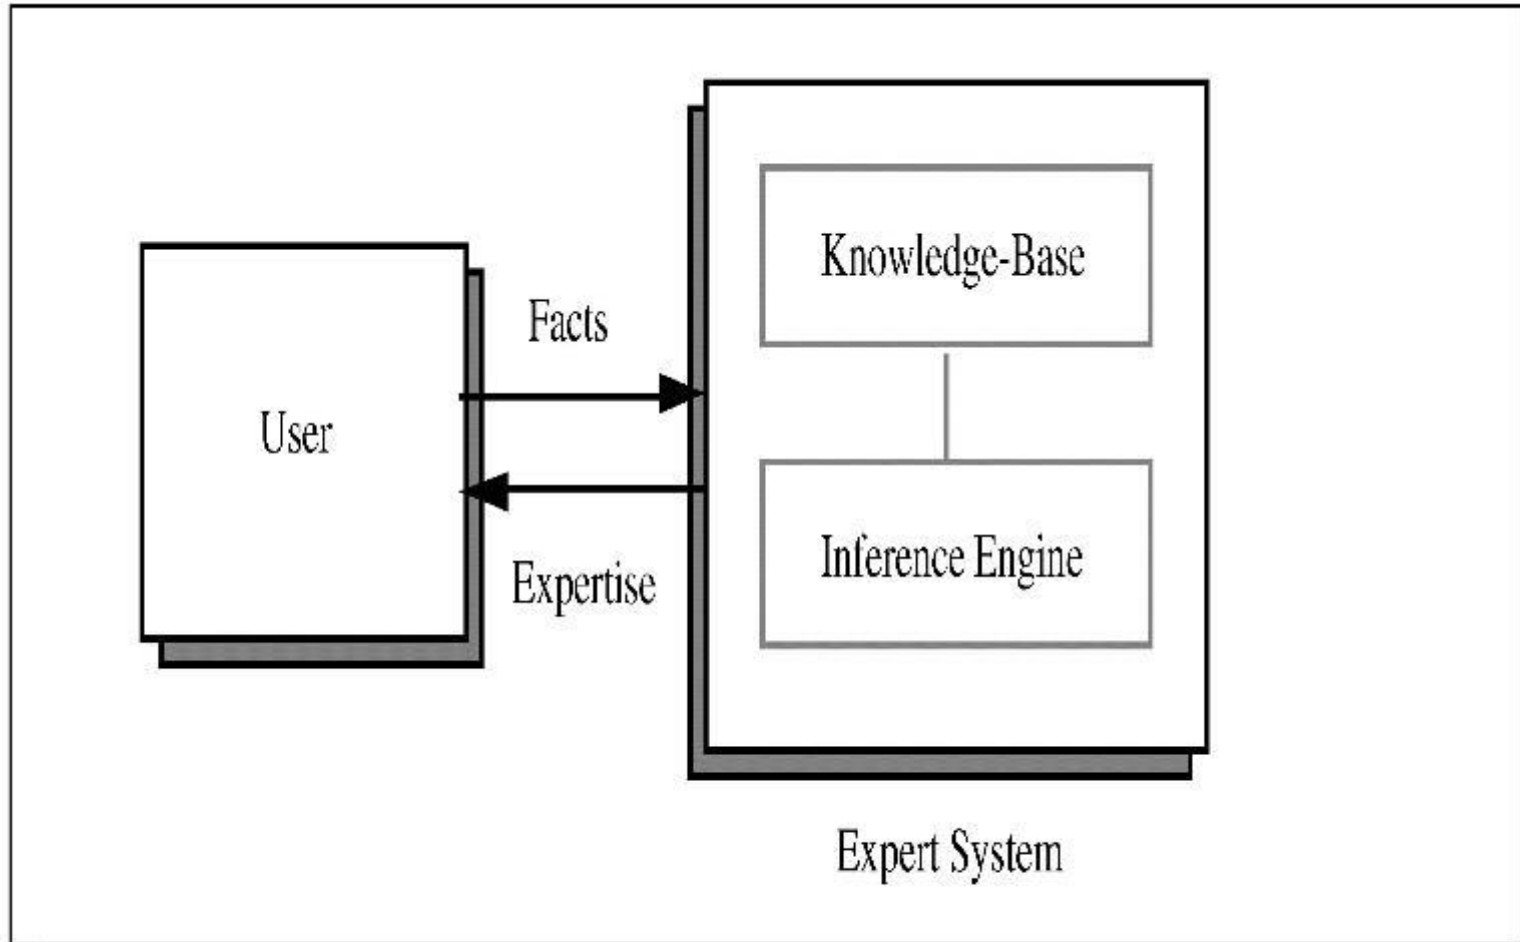 User
Facts
Expertise
Knowledge-Base
Inference Engine
Expert System